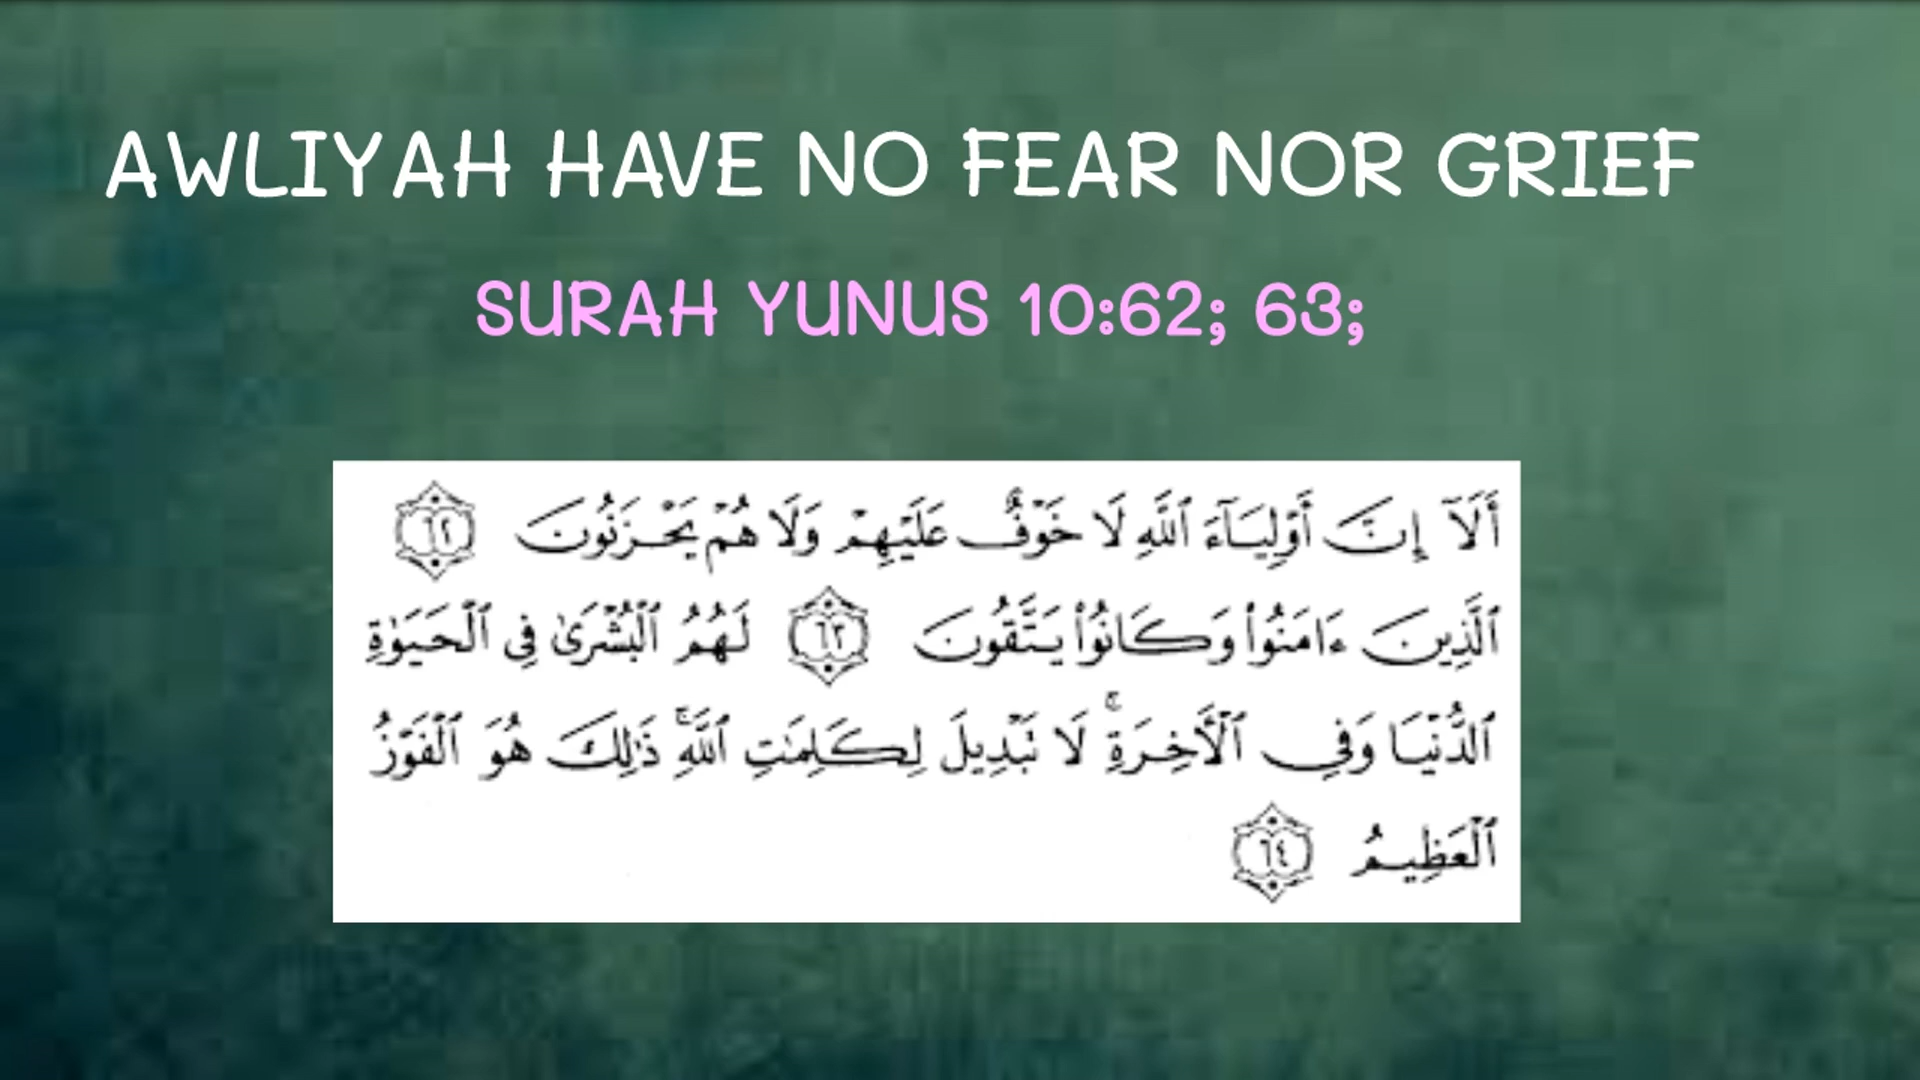 AWLIYAH HAVE NO FEAR NOR GRIEF
SURAH YUNUS 10:62; 63;
أَلَآ إِنَّ أَوْلِيَآءَ ٱللَّهِ لَا خَوْفٌ عَلَيْهِمْ وَلَا هُمْ يَحْزَنُونَ ٦٢
ٱلَّذِينَ ءَامَنُوا۟ وَكَانُوا۟ يَتَّقُونَ ٦٣ لَهُمُ ٱلْبُشْرَىٰ فِى ٱلْحَيَوٰةِ
ٱلدُّنْيَا وَفِى ٱلْءَاخِرَةِ ۚ لَا تَبْدِيلَ لِكَلِمَٰتِ ٱللَّهِ ۚ ذَٰلِكَ هُوَ ٱلْفَوْزُ
ٱلْعَظِيمُ ٦٤